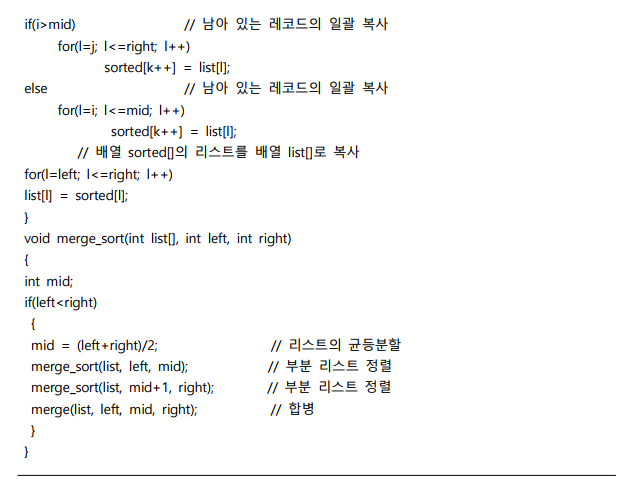 if(i>mid) // 남아 있는 레코드의 일괄 복사
for(l=j; l<=right; l++)
sorted[k++] = list[l];
else // 남아 있는 레코드의 일괄 복사
for(l=i; l<=mid; l++)
sorted[k++] = list[l];
// 배열 sorted[]의 리스트를 배열 list[]로 복사
for(l=left; l<=right; l++)
list[l] = sorted[l];
}
void merge_sort(int list[], int left, int right)
{
int mid;
if(left<right)
{
mid = (left+right)/2; // 리스트의 균등분할
merge_sort(list, left, mid); // 부분 리스트 정렬
merge_sort(list, mid+1, right); // 부분 리스트 정렬
merge(list, left, mid, right); // 합병
}
}